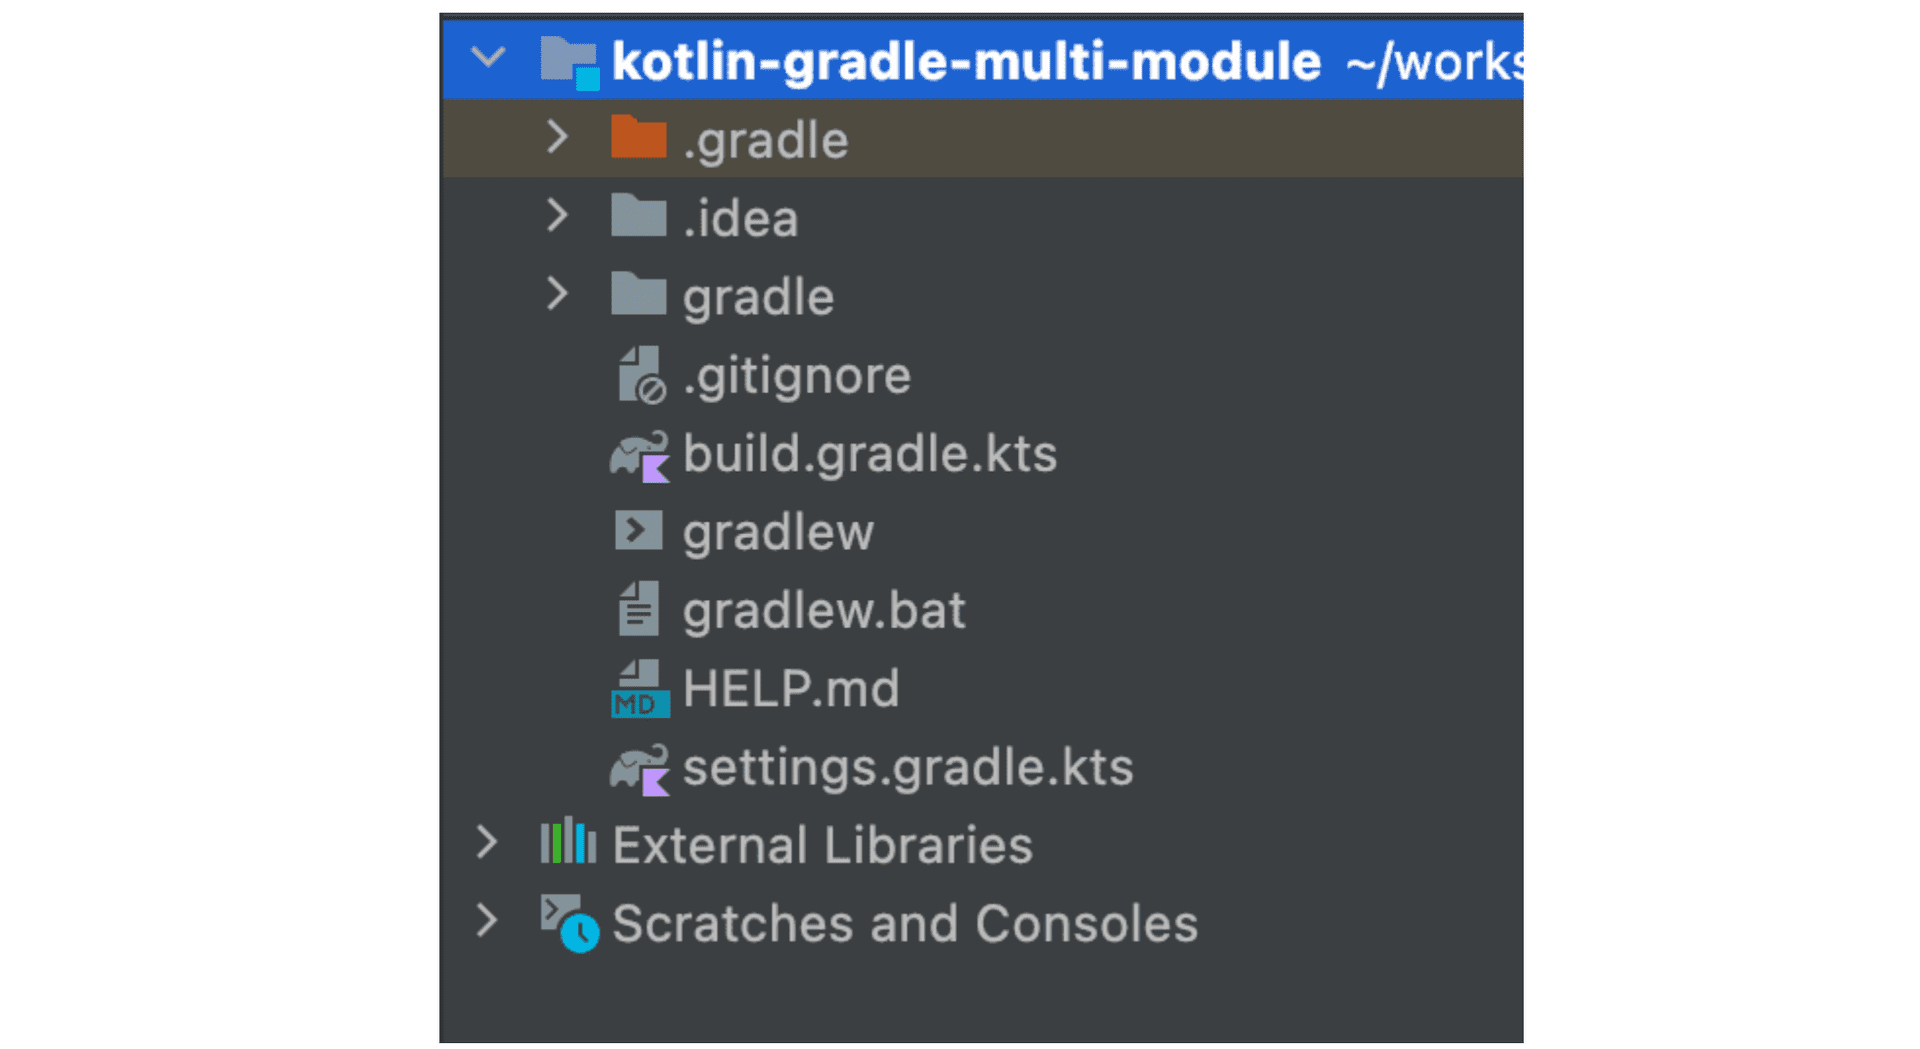 kotlin-gradle-multi-module ~/works
.gradle
.idea
gradle
.gitignore
build.gradle.kts
gradlew
gradlew.bat
MD HELP.md
settings.gradle.kts
External Libraries
Scratches and Consoles